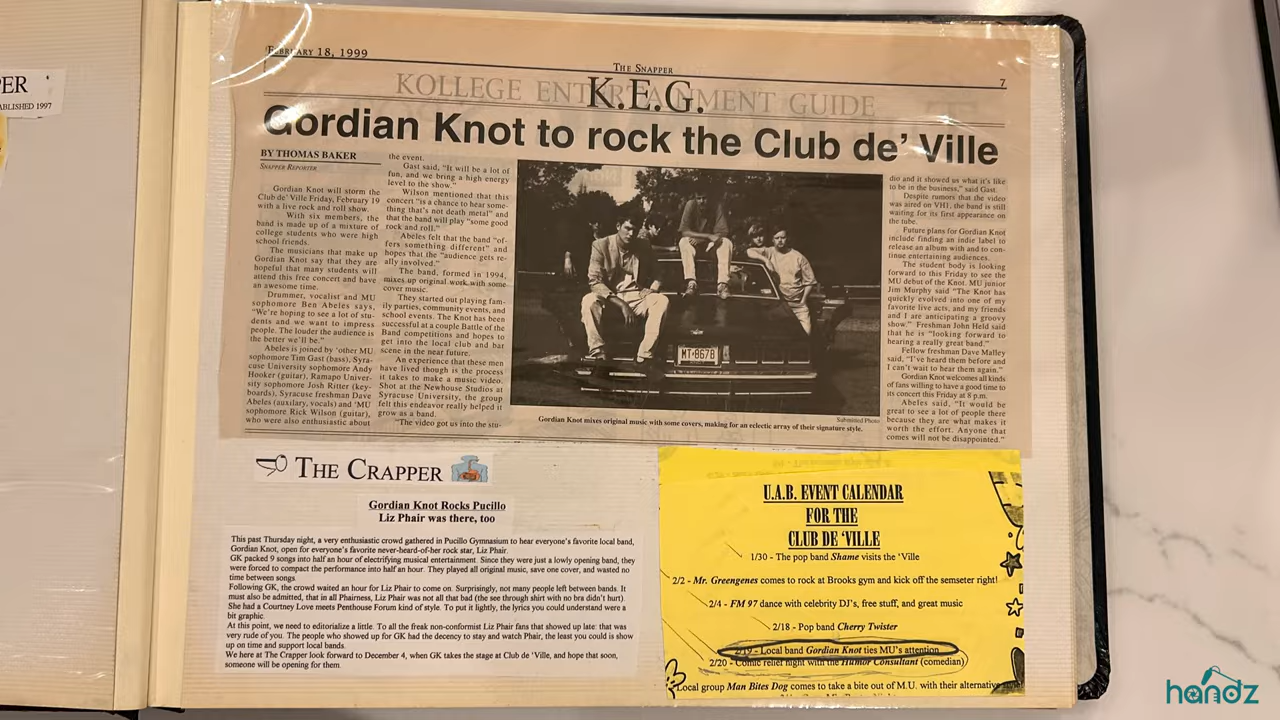 PER
ABLISHED 1997
February 18, 1999
The Snapper
7
KOLLEGE ENTERTAINMENT GUIDE
K.E.G.
Gordian Knot to rock the Club de' Ville
BY THOMAS BAKER
Snapper Reporter
Gordian Knot will storm the
Club de' Ville Friday, February 19
with a live rock and roll show.
With six members, the
band is made up of a mixture of
college students who were high
school friends.
The musicians that make up
Gordian Knot say that they are
hopeful that many students will
attend this free concert and have
an awesome time.
Drummer, vocalist and MU
sophomore Ben Abeles says,
"We're hoping to see a lot of stu-
dents and we want to impress
people. The louder the audience is
the better we'll be."
Abeles is joined by other MU
sophomore Tim Gast (bass), Syra-
cuse University sophomore Andy
Hooker (guitar), Ramapo Univer-
sity sophomore Josh Ritter (key-
boards), Syracuse freshman Dave
Abeles (auxilary, vocals) and MU
sophomore Rick Wilson (guitar),
who were also enthusiastic about
the event.
Gast said, "It will be a lot of
fun, and we bring a high energy
level to the show."
Wilson mentioned that this
concert "is a chance to hear some-
thing that's not death metal" and
that the band will play "some good
rock and roll."
Abeles felt that the band "of-
fers something different" and
hopes that the "audience gets re-
ally involved."
The band, formed in 1994,
mixes up original work with some
cover music.
They started out playing fam-
ily parties, community events, and
school events. The Knot has been
successful at a couple Battle of the
Band competitions and hopes to
get into the local club and bar
scene in the near future.
An experience that these men
have lived though is the process
it takes to make a music video.
Shot at the Newhouse Studios at
Syracuse University, the group
felt this endeavor really helped it
grow as a band.
"The video got us into the stu-
MT-867B
Submitted Photo
Gordian Knot mixes original music with some covers, making for an eclectic array of their signature style.
dio and it showed us what it's like
to be in the business," said Gast.
Despite rumors that the video
was aired on VH1, the band is still
waiting for its first appearance on
the tube.
Future plans for Gordian Knot
include finding an indie label to
release an album with and to con-
tinue entertaining audiences.
The student body is looking
forward to this Friday to see the
MU debut of the Knot. MU junior
Jim Murphy said "The Knot has
quickly evolved into one of my
favorite live acts, and my friends
and I are anticipating a groovy
show." Freshman John Held said
that he is "looking forward to
hearing a really great band."
Fellow freshman Dave Malley
said, "I've heard them before and
I can't wait to hear them again."
Gordian Knot welcomes all kinds
of fans willing to have a good time to
its concert this Friday at 8 p.m.
Abeles said, "It would be
great to see a lot of people there
because they are what makes it
worth the effort. Anyone that
comes will not be disappointed."
THE CRAPPER
Gordian Knot Rocks Pucillo
Liz Phair was there, too
This past Thursday night, a very enthusiastic crowd gathered in Pucillo Gymnasium to hear everyone's favorite local band,
Gordian Knot, open for everyone's favorite never-heard-of-her rock star, Liz Phair.
GK packed 9 songs into half an hour of electrifying musical entertainment. Since they were just a lowly opening band, they
were forced to compact the performance into half an hour. They played all original music, save one cover, and wasted no
time between songs.
Following GK, the crowd waited an hour for Liz Phair to come on. Surprisingly, not many people left between bands. It
must also be admitted, that in all Phairness, Liz Phair was not all that bad (the see through shirt with no bra didn't hurt).
She had a Courtney Love meets Penthouse Forum kind of style. To put it lightly, the lyrics you could understand were a
bit graphic.
At this point, we need to editorialize a little. To all the freak non-conformist Liz Phair fans that showed up late: that was
very rude of you. The people who showed up for GK had the decency to stay and watch Phair, the least you could is show
up on time and support local bands.
We here at The Crapper look forward to December 4, when GK takes the stage at Club de 'Ville, and hope that soon,
someone will be opening for them.
U.A.B. EVENT CALENDAR
FOR THE
CLUB DE 'VILLE
1/30 - The pop band Shame visits the 'Ville
2/2 - Mr. Greengenes comes to rock at Brooks gym and kick off the semseter right!
2/4 - FM 97 dance with celebrity DJ's, free stuff, and great music
2/18 - Pop band Cherry Twister
2/19 - Local band Gordian Knot ties MU's attention
2/20 - Comic relief night with the Humor Consultant (comedian)
Local group Man Bites Dog comes to take a bite out of M.U. with their alternative
handz